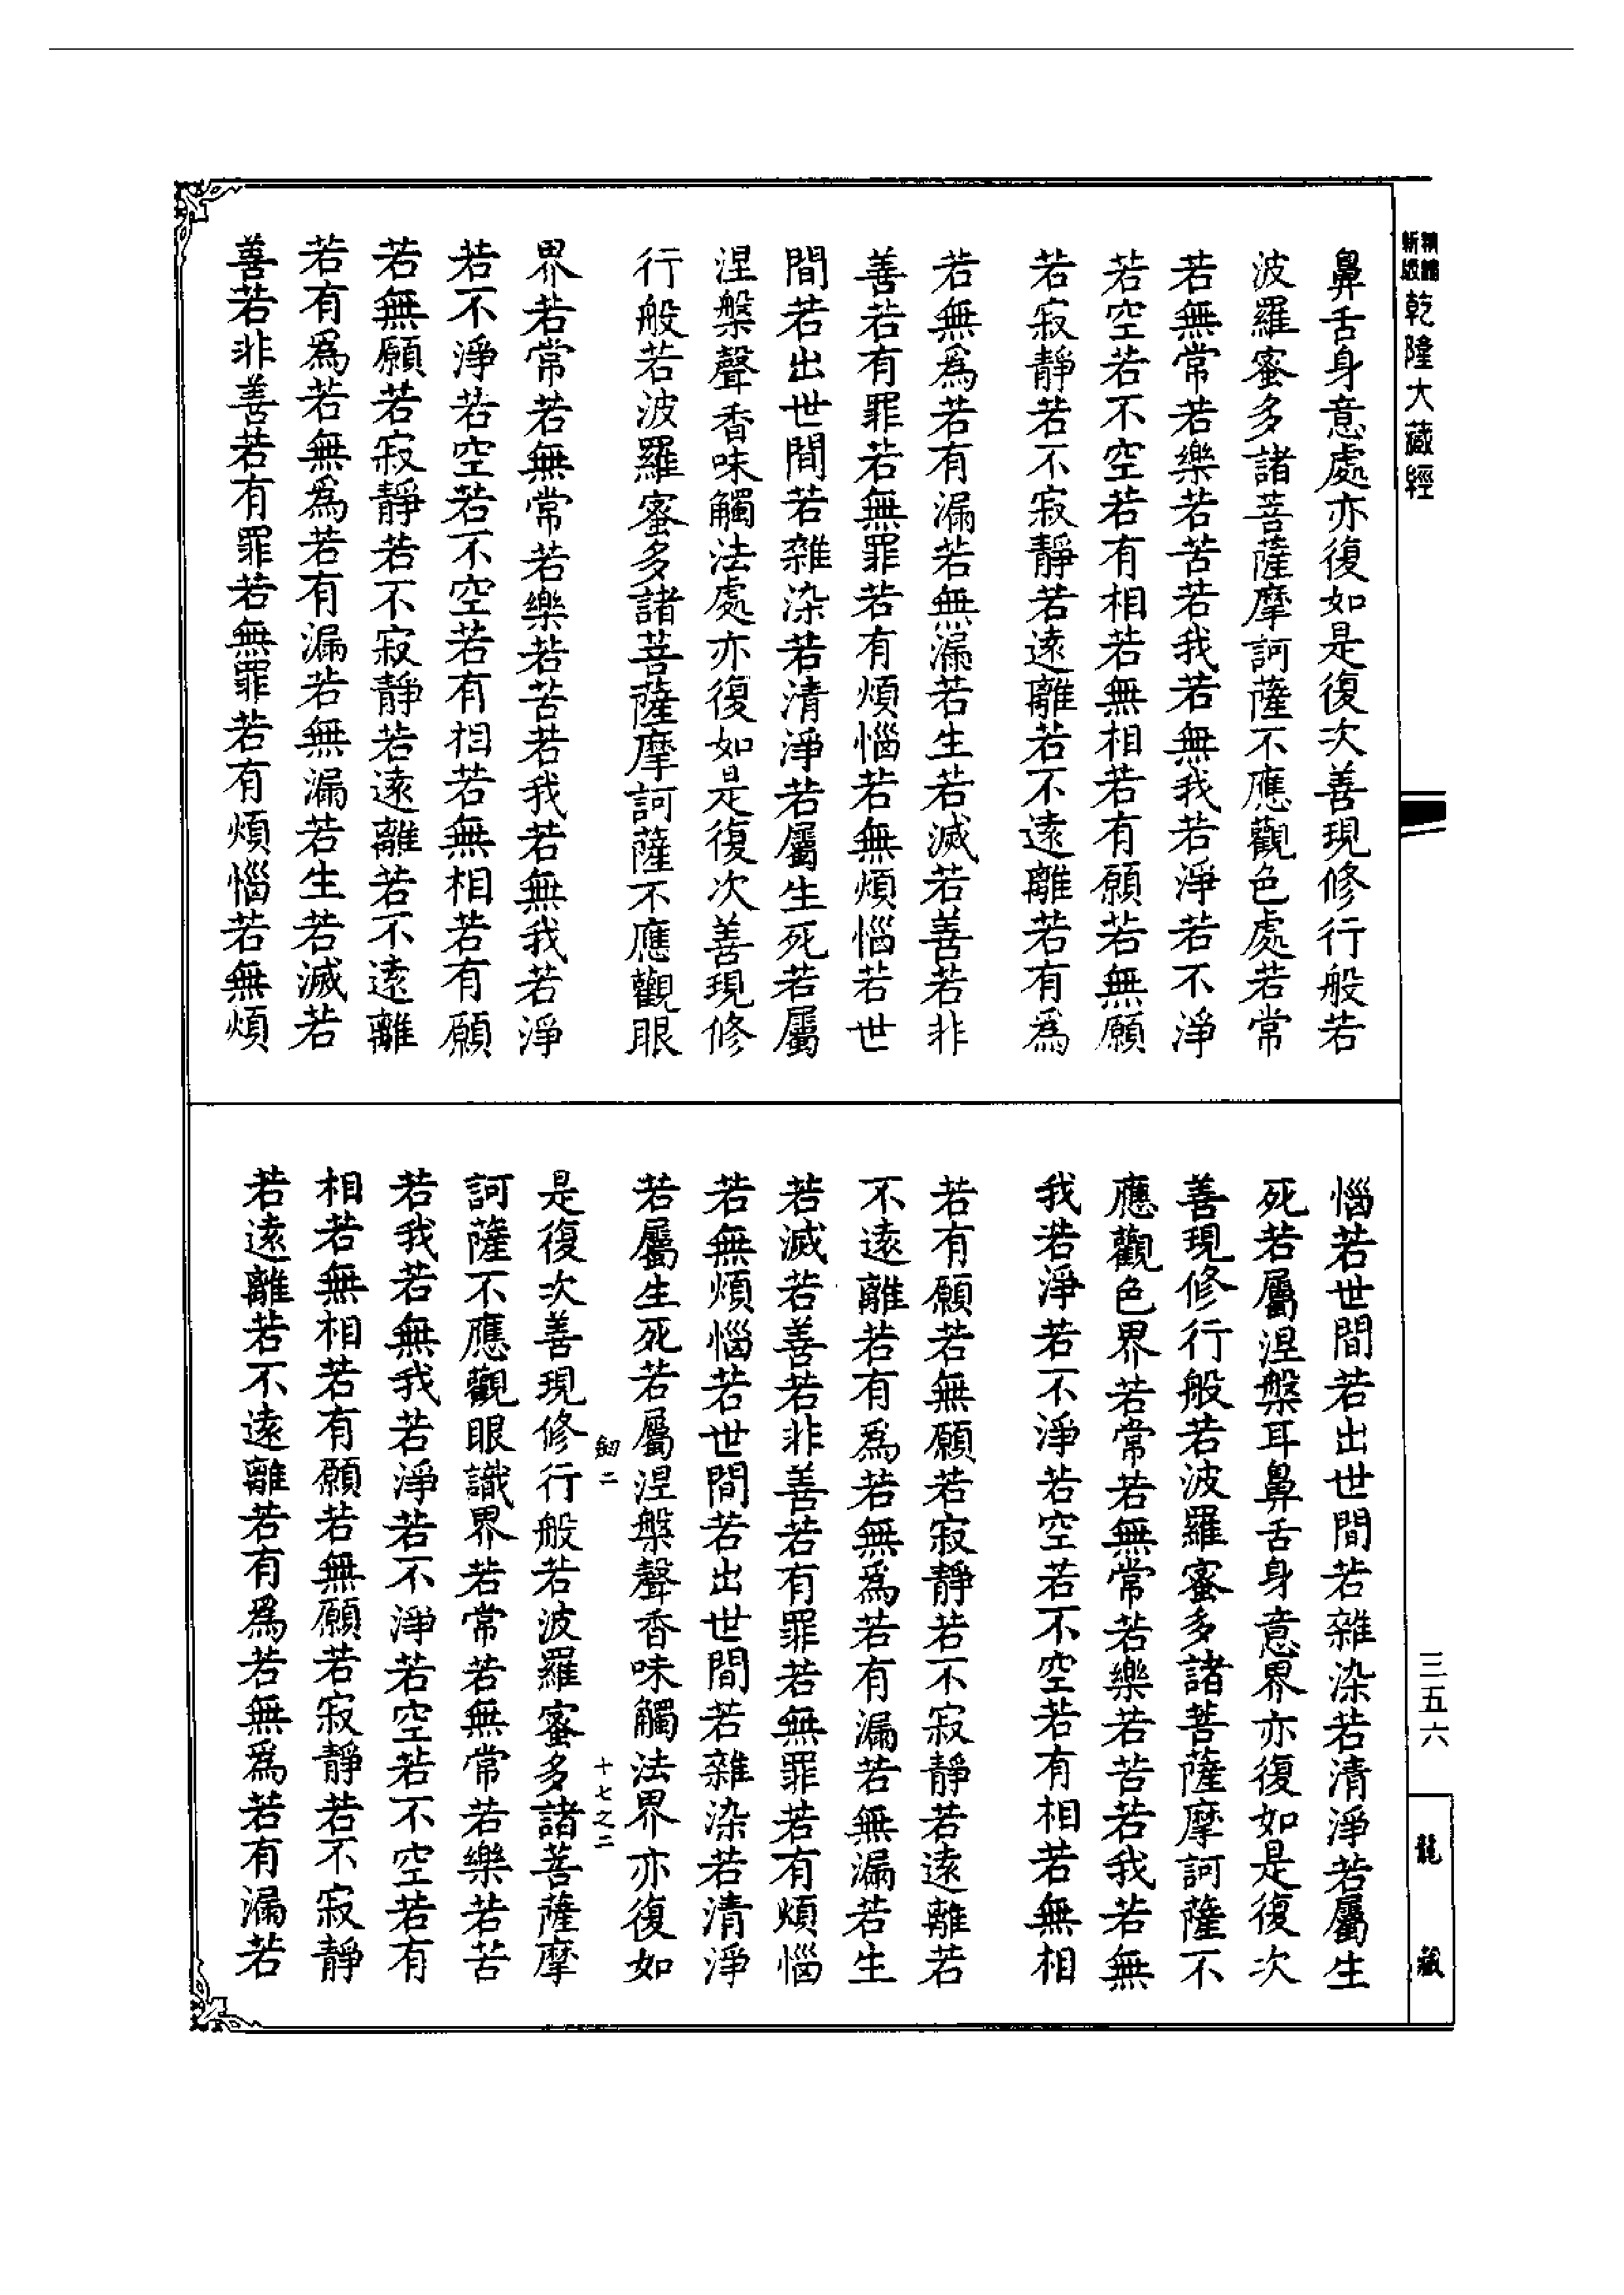 新編縮版乾隆大藏經
鼻舌身意處亦復如是復次善現修行般若
波羅蜜多諸菩薩摩訶薩不應觀色處若常
若無常若樂若苦若我若無我若淨若不淨
若空若不空若有相若無相若有願若無願
若寂靜若不寂靜若遠離若不遠離若有爲
若無爲若有漏若無漏若生若滅若善若非
善若有罪若無罪若有煩惱若無煩惱若世
間若出世間若雜染若清淨若屬生死若屬
涅槃聲香味觸法處亦復如是復次善現修
行般若波羅蜜多諸菩薩摩訶薩不應觀眼
界若常若無常若樂若苦若我若無我若淨
若不淨若空若不空若有相若無相若有願
若無願若寂靜若不寂靜若遠離若不遠離
若有爲若無爲若有漏若無漏若生若滅若
善若非善若有罪若無罪若有煩惱若無煩
三五六
龍藏
惱若世間若出世間若雜染若清淨若屬生
死若屬涅槃耳鼻舌身意界亦復如是復次
善現修行般若波羅蜜多諸菩薩摩訶薩不
應觀色界若常若無常若樂若苦若我若無
我若淨若不淨若空若不空若有相若無相
若有願若無願若寂靜若不寂靜若遠離若
不遠離若有爲若無爲若有漏若無漏若生
若滅若善若非善若有罪若無罪若有煩惱
若無煩惱若世間若出世間若雜染若清淨
若屬生死若屬涅槃聲香味觸法界亦復如
劒二 十七之二
是復次善現修行般若波羅蜜多諸菩薩摩
訶薩不應觀眼識界若常若無常若樂若苦
若我若無我若淨若不淨若空若不空若有
相若無相若有願若無願若寂靜若不寂靜
若遠離若不遠離若有爲若無爲若有漏若